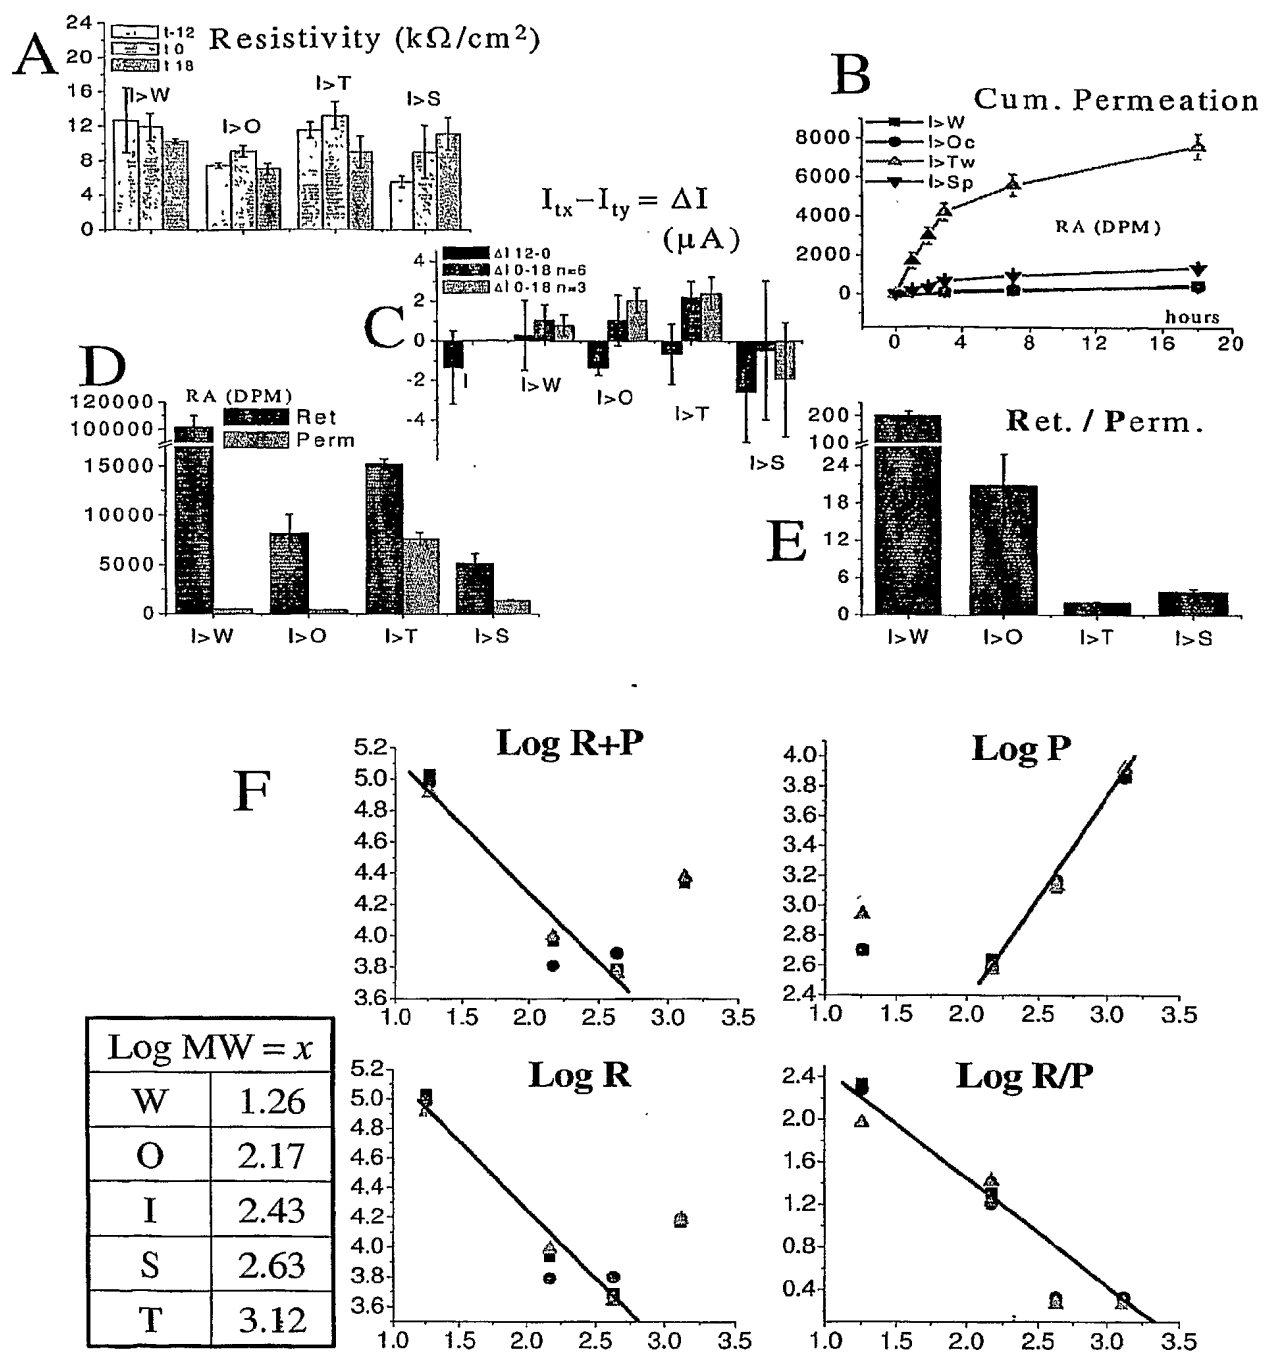 A
Resistivity (kΩ/cm²)
t-12
t 0
t 18
24
20
16
12
8
4
0
I>W
I>O
I>T
I>S
B
Cum. Permeation
I>W
I>Oc
I>Tw
I>Sp
8000
6000
4000
2000
0
RA (DPM)
hours
0 4 8 12 16 20
C
Itx–Ity = ΔI
(µA)
ΔI 12-0
ΔI 0-18 n=6
ΔI 0-18 n=3
4
2
0
-2
-4
I
I>W
I>O
I>T
I>S
D
RA (DPM)
Ret
Perm
120000
100000
15000
10000
5000
0
I>W I>O I>T I>S
E
Ret. / Perm.
200
100
24
18
12
6
0
I>W I>O I>T I>S
F
Log R+P
5.2
5.0
4.8
4.6
4.4
4.2
4.0
3.8
3.6
1.0 1.5 2.0 2.5 3.0 3.5
Log P
4.0
3.8
3.6
3.4
3.2
3.0
2.8
2.6
2.4
1.0 1.5 2.0 2.5 3.0 3.5
Log MW = x
W 1.26
O 2.17
I 2.43
S 2.63
T 3.12
Log R
5.2
5.0
4.8
4.6
4.4
4.2
4.0
3.8
3.6
1.0 1.5 2.0 2.5 3.0 3.5
Log R/P
2.4
2.0
1.6
1.2
0.8
0.4
1.0 1.5 2.0 2.5 3.0 3.5